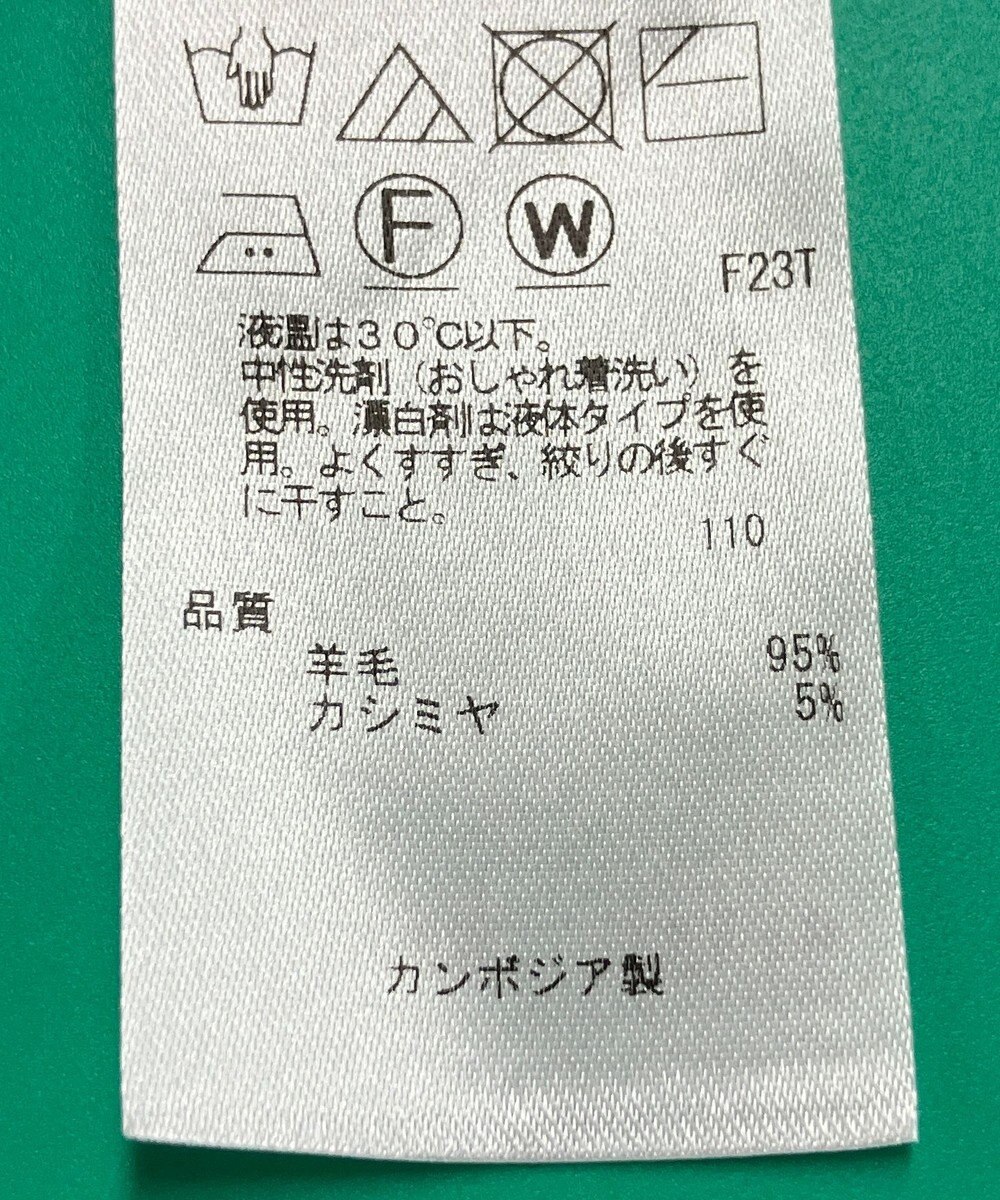 F
W
F23T
液温は30℃以下。
中性洗剤(おしゃれ着洗い)を
使用。漂白剤は液体タイプを使
用。よくすすぎ、絞りの後すぐ
に干すこと。
110
品質
羊毛 95%
カシミヤ 5%
カンボジア製